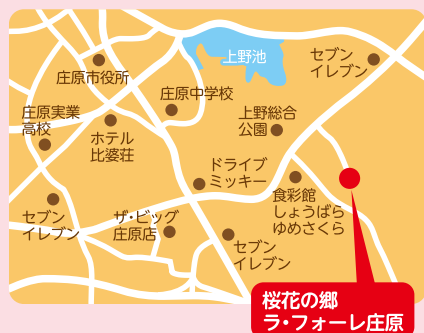 上野池
セブン
イレブン
庄原市役所
庄原中学校
庄原実業
高校
上野総合
公園
ホテル
比婆荘
ドライブ
ミッキー
食彩館
しょうばら
ゆめさくら
セブン
イレブン
ザ・ビッグ
庄原店
セブン
イレブン
桜花の郷
ラ・フォーレ庄原